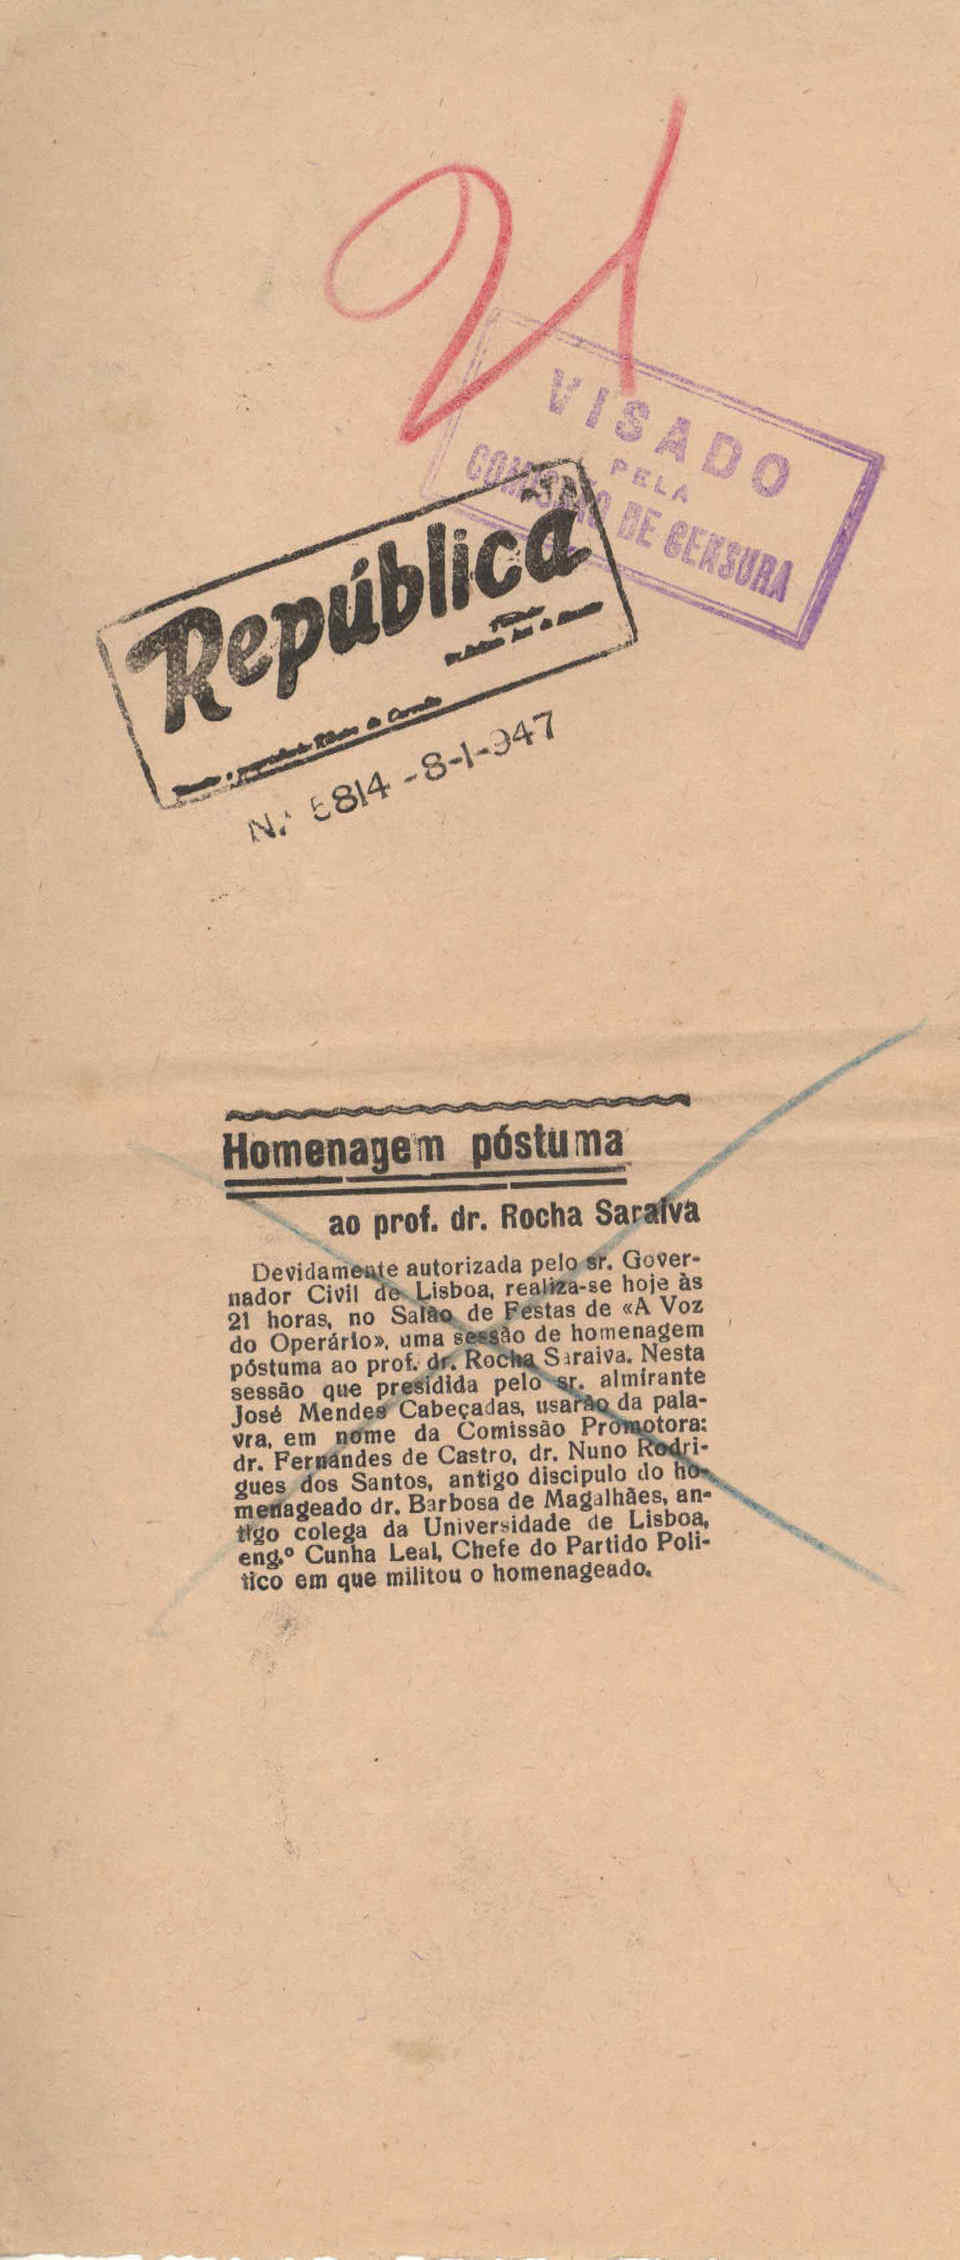 21
VISADO
PELA
COMISSÃO DE CENSURA
República
N.º 5814 - 8-1-947
Homenagem póstuma
ao prof. dr. Rocha Saraiva
Devidamente autorizada pelo sr. Gover-
nador Civil de Lisboa, realiza-se hoje às
21 horas, no Salão de Festas de «A Voz
do Operário», uma sessão de homenagem
póstuma ao prof. dr. Rocha Saraiva. Nesta
sessão que presidida pelo sr. almirante
José Mendes Cabeçadas, usarão da pala-
vra, em nome da Comissão Promotora:
dr. Fernandes de Castro, dr. Nuno Rodri-
gues dos Santos, antigo discipulo do ho-
menageado dr. Barbosa de Magalhães, an-
tigo colega da Universidade de Lisboa,
eng.º Cunha Leal, Chefe do Partido Poli-
tico em que militou o homenageado.